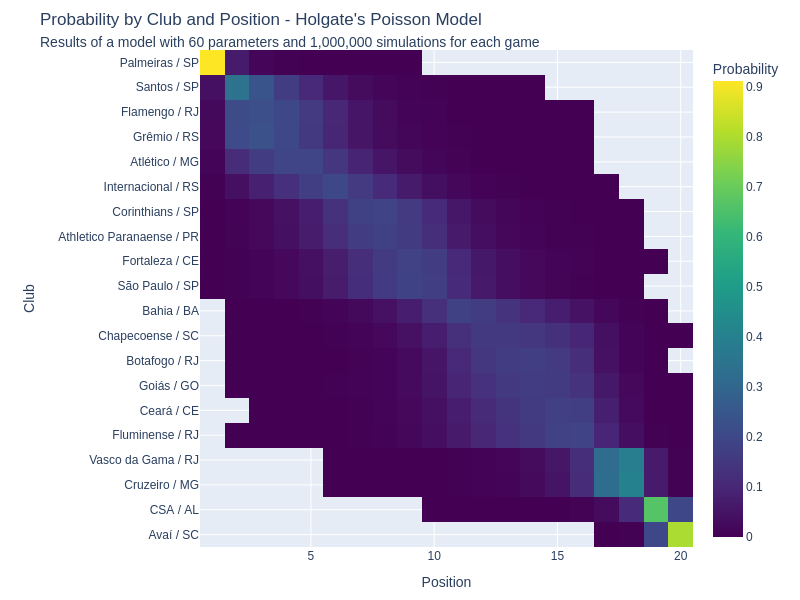 Probability by Club and Position - Holgate's Poisson Model
Results of a model with 60 parameters and 1,000,000 simulations for each game
Probability
Club
Palmeiras / SP
Santos / SP
Flamengo / RJ
Grêmio / RS
Atlético / MG
Internacional / RS
Corinthians / SP
Athletico Paranaense / PR
Fortaleza / CE
São Paulo / SP
Bahia / BA
Chapecoense / SC
Botafogo / RJ
Goiás / GO
Ceará / CE
Fluminense / RJ
Vasco da Gama / RJ
Cruzeiro / MG
CSA / AL
Avaí / SC
0.9
0.8
0.7
0.6
0.5
0.4
0.3
0.2
0.1
0
5 10 15 20
Position